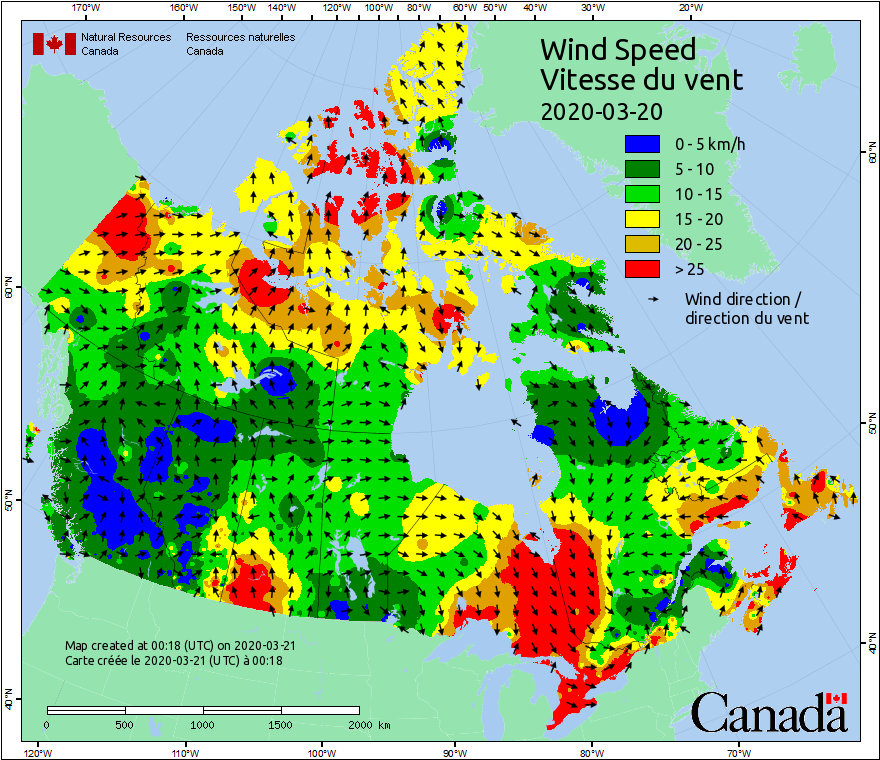 170°W 160°W 150°W 140°W 130°W 120°W 110°W 100°W 90°W 80°W 60°W 50°W 40°W 30°W 20°W
Natural Resources Canada
Ressources naturelles Canada
Wind Speed
Vitesse du vent
2020-03-20
0 - 5 km/h
5 - 10
10 - 15
15 - 20
20 - 25
> 25
Wind direction /
direction du vent
60°N
50°N
40°N
60°N
50°N
40°N
Map created at 00:18 (UTC) on 2020-03-21
Carte créée le 2020-03-21 (UTC) à 00:18
0 500 1000 1500 2000 km
Canada
120°W 110°W 100°W 90°W 80°W 70°W